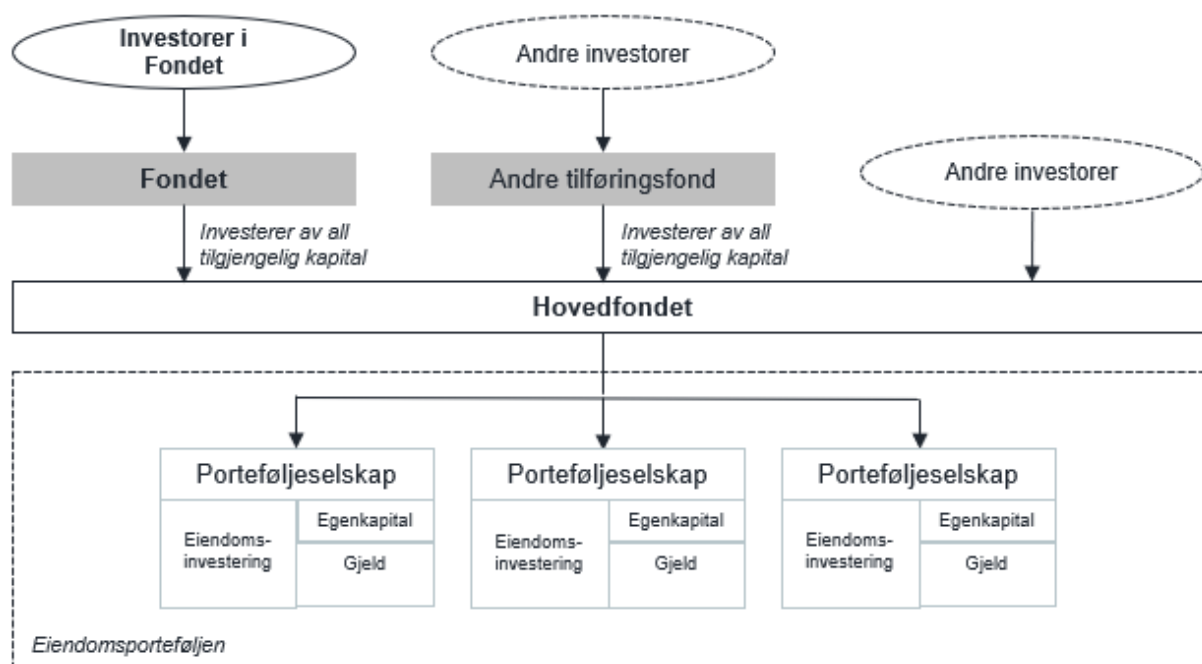 Investorer i
Fondet
Andre investorer
Fondet
Andre tilføringsfond
Andre investorer
Investerer av all
tilgjengelig kapital
Investerer av all
tilgjengelig kapital
Hovedfondet
Porteføljeselskap
Eiendoms-
investering
Egenkapital
Gjeld
Porteføljeselskap
Eiendoms-
investering
Egenkapital
Gjeld
Porteføljeselskap
Eiendoms-
investering
Egenkapital
Gjeld
Eiendomsporteføljen